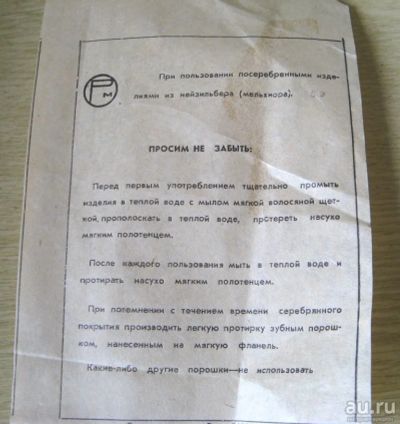 РМ
При пользовании посеребренными изде-
лиями из нейзильбера (мельхиора).
ПРОСИМ НЕ ЗАБЫТЬ:
Перед первым употреблением тщательно промыть
изделия в теплой воде с мылом мягкой волосяной щет-
кой, прополоскать в теплой воде, протереть насухо
мягким полотенцем.
После каждого пользования мыть в теплой воде и
протирать насухо мягким полотенцем.
При потемнении с течением времени серебрянного
покрытия производить легкую протирку зубным порош-
ком, нанесенным на мягкую фланель.
Какие-либо другие порошки—не использовать
au.ru